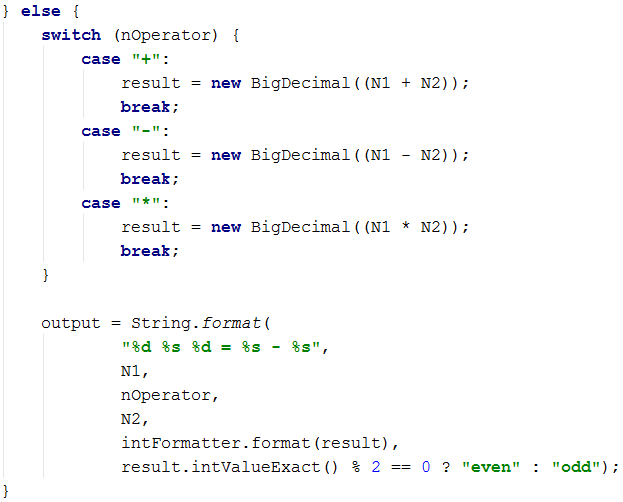 } else {
    switch (nOperator) {
        case "+":
            result = new BigDecimal((N1 + N2));
            break;
        case "-":
            result = new BigDecimal((N1 - N2));
            break;
        case "*":
            result = new BigDecimal((N1 * N2));
            break;
    }

    output = String.format(
            "%d %s %d = %s - %s",
            N1,
            nOperator,
            N2,
            intFormatter.format(result),
            result.intValueExact() % 2 == 0 ? "even" : "odd");
}